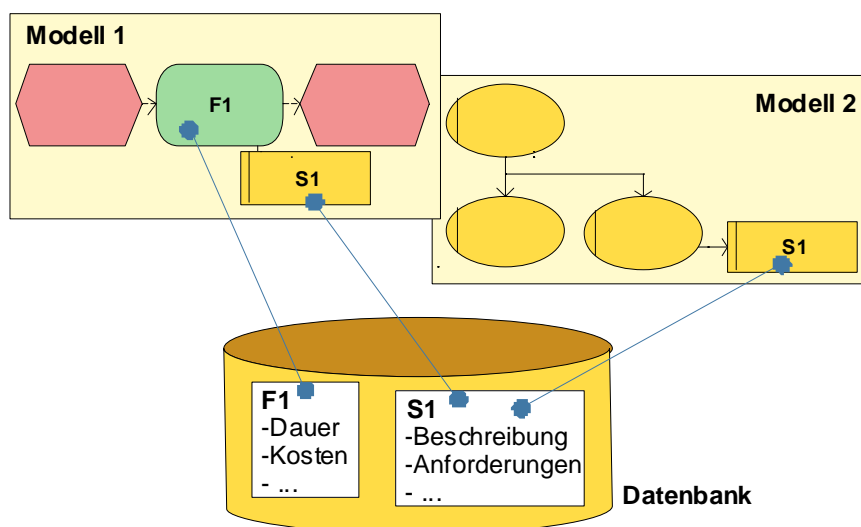 Modell 1
F1
S1
Modell 2
S1
F1
-Dauer
-Kosten
- ...
S1
-Beschreibung
-Anforderungen
- ...
Datenbank